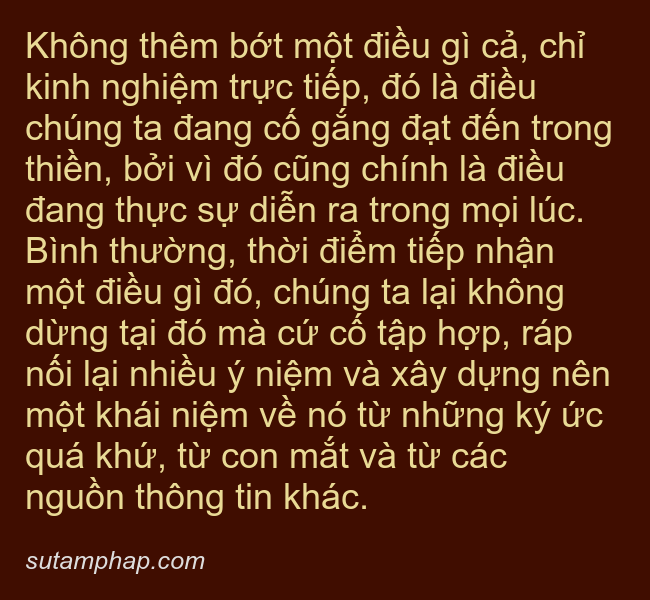 Không thêm bớt một điều gì cả, chỉ
kinh nghiệm trực tiếp, đó là điều
chúng ta đang cố gắng đạt đến trong
thiền, bởi vì đó cũng chính là điều
đang thực sự diễn ra trong mọi lúc.
Bình thường, thời điểm tiếp nhận
một điều gì đó, chúng ta lại không
dừng tại đó mà cứ cố tập hợp, ráp
nối lại nhiều ý niệm và xây dựng nên
một khái niệm về nó từ những ký ức
quá khứ, từ con mắt và từ các
nguồn thông tin khác.
sutamphap.com